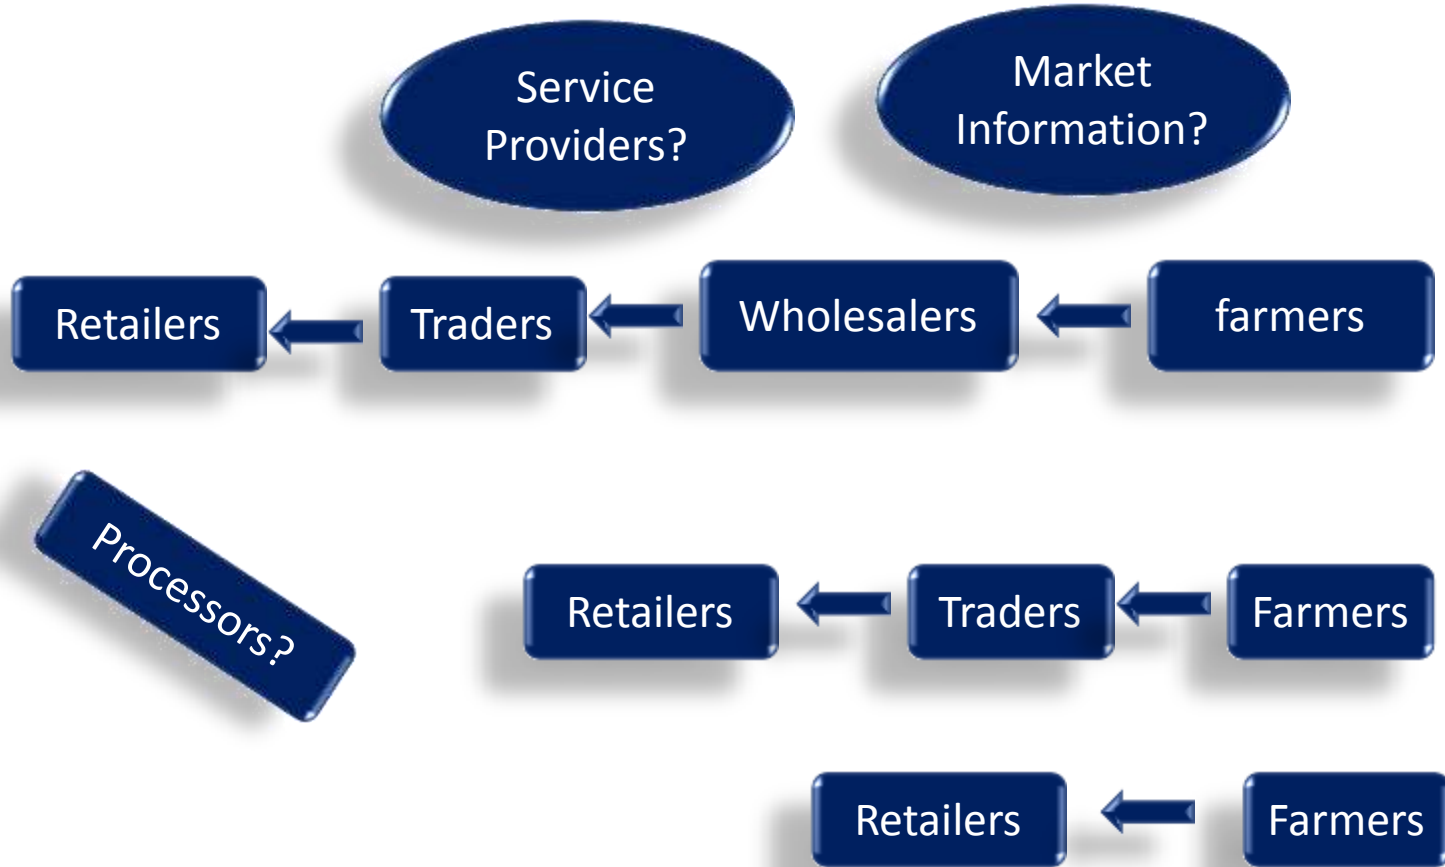 Service
Providers?
Market
Information?
Retailers
Traders
Wholesalers
farmers
Processors?
Retailers
Traders
Farmers
Retailers
Farmers